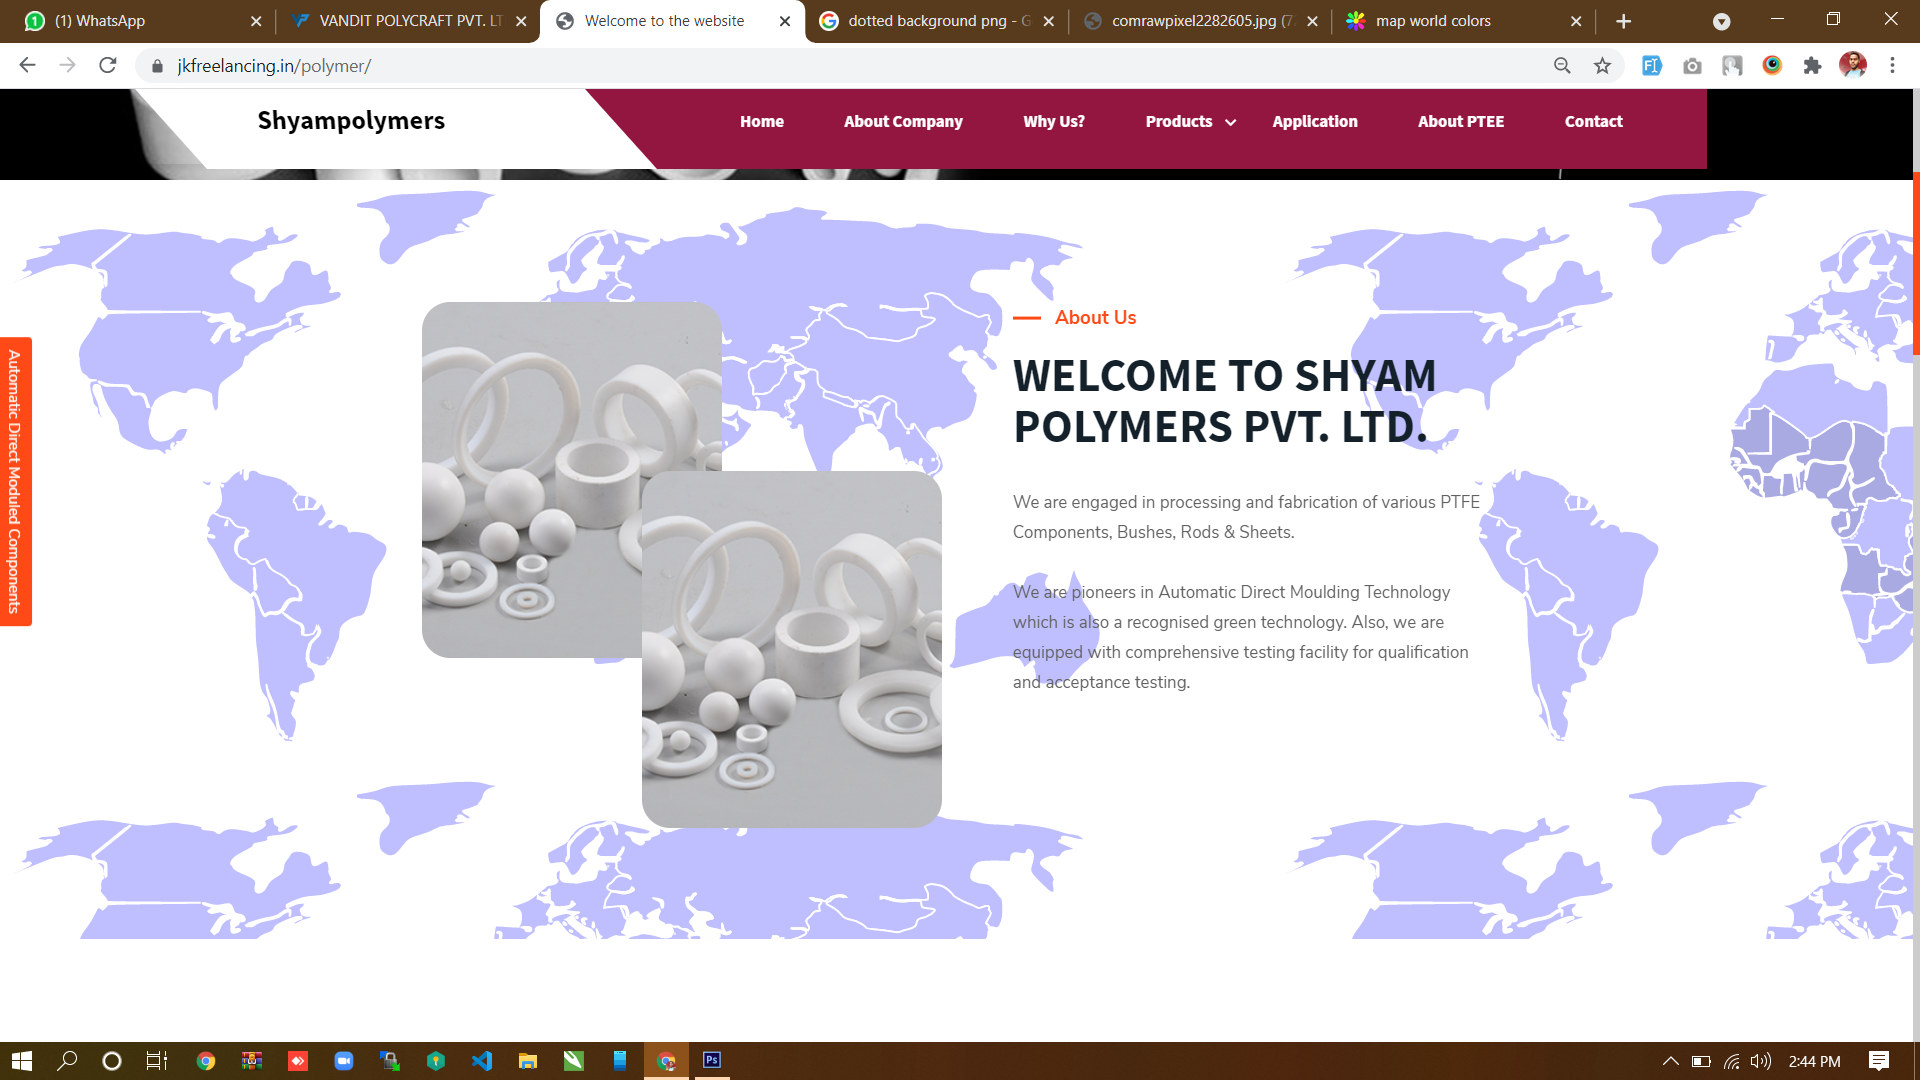 (1) WhatsApp
VANDIT POLYCRAFT PVT. LT
Welcome to the website
dotted background png - G
comrawpixel2282605.jpg (7
map world colors
jkfreelancing.in/polymer/
Shyampolymers
Home
About Company
Why Us?
Products
Application
About PTEE
Contact
Automatic Direct Moduled Components
About Us
WELCOME TO SHYAM
POLYMERS PVT. LTD.
We are engaged in processing and fabrication of various PTFE
Components, Bushes, Rods & Sheets.
We are pioneers in Automatic Direct Moulding Technology
which is also a recognised green technology. Also, we are
equipped with comprehensive testing facility for qualification
and acceptance testing.
Ps
2:44 PM